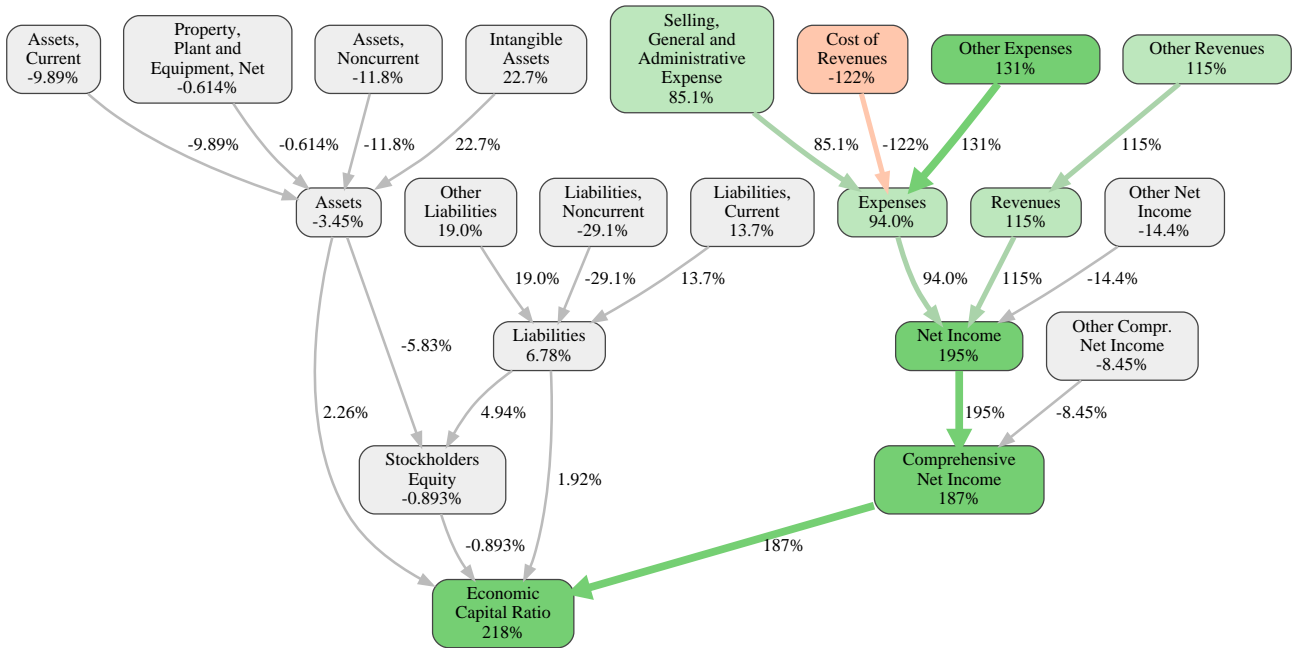 Assets,
Current
-9.89%
Property,
Plant and
Equipment, Net
-0.614%
Assets,
Noncurrent
-11.8%
Intangible
Assets
22.7%
Selling,
General and
Administrative
Expense
85.1%
Cost of
Revenues
-122%
Other Expenses
131%
Other Revenues
115%
-9.89%
-0.614%
-11.8%
22.7%
85.1%
-122%
131%
115%
Assets
-3.45%
Other
Liabilities
19.0%
Liabilities,
Noncurrent
-29.1%
Liabilities,
Current
13.7%
Expenses
94.0%
Revenues
115%
Other Net
Income
-14.4%
19.0%
-29.1%
13.7%
94.0%
115%
-14.4%
-5.83%
Liabilities
6.78%
Net Income
195%
Other Compr.
Net Income
-8.45%
2.26%
4.94%
195%
-8.45%
Stockholders
Equity
-0.893%
1.92%
Comprehensive
Net Income
187%
-0.893%
187%
Economic
Capital Ratio
218%